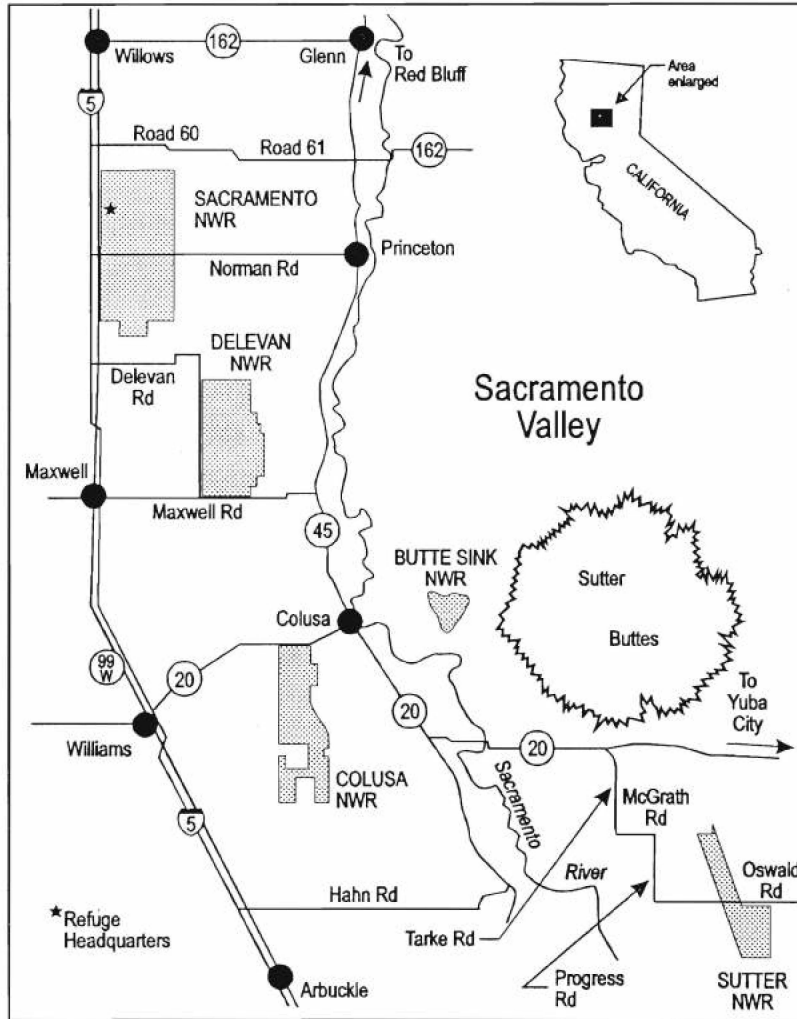 162
Willows
Glenn
To
Red Bluff
Area
enlarged
5
Road 60
Road 61
162
CALIFORNIA
SACRAMENTO
NWR
Princeton
Norman Rd
DELEVAN
NWR
Delevan
Rd
Sacramento
Valley
Maxwell
Maxwell Rd
45
BUTTE SINK
NWR
Sutter
Buttes
Colusa
99
W
20
To
Yuba
City
20
Williams
20
COLUSA
NWR
Sacramento
River
McGrath
Rd
5
Oswald
Rd
Hahn Rd
Refuge
Headquarters
Tarke Rd
Progress
Rd
SUTTER
NWR
Arbuckle